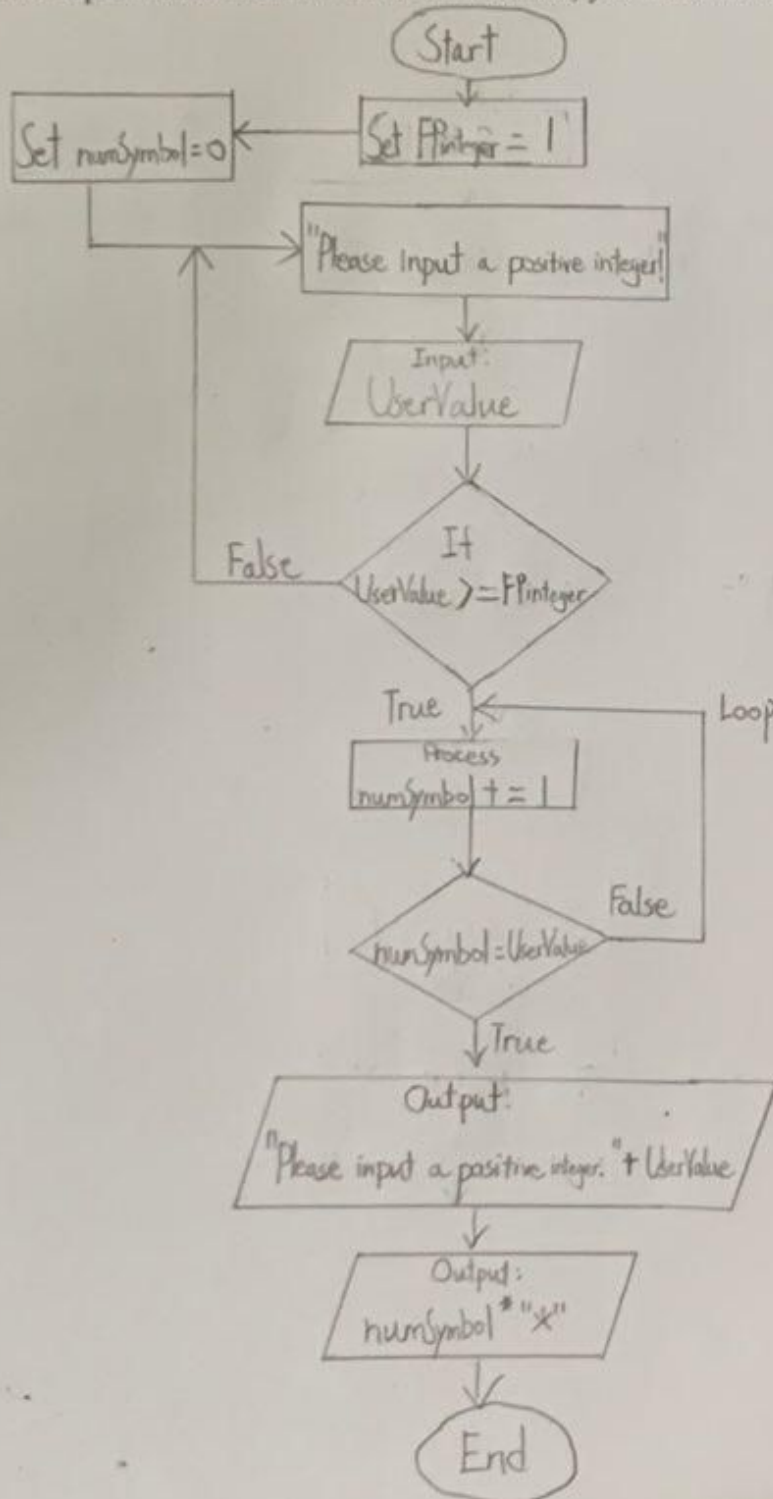 Start
Set FPinteger = 1
Set numSymbol=0
"Please Input a positive integer!"
Input:
UserValue
If
UserValue >= FPinteger
False
True
Loop
Process
numSymbol += 1
numSymbol=UserValue
False
True
Output:
"Please input a positive integer: "+ UserValue
Output:
numSymbol * "*"
End